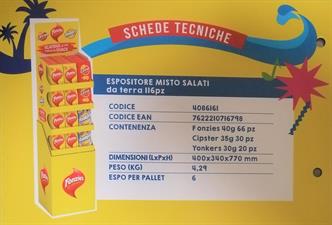 SCHEDE TECNICHE
ESPOSITORE MISTO SALATI
da terra 116pz
CODICE 4086161
CODICE EAN 7622210716798
CONTENENZA Fonzies 40g 66 pz
Cipster 35g 30 pz
Yonkers 30g 20 pz
DIMENSIONI (LxPxH) 400x340x770 mm
PESO (KG) 4,29
ESPO PER PALLET 6
Fonzies